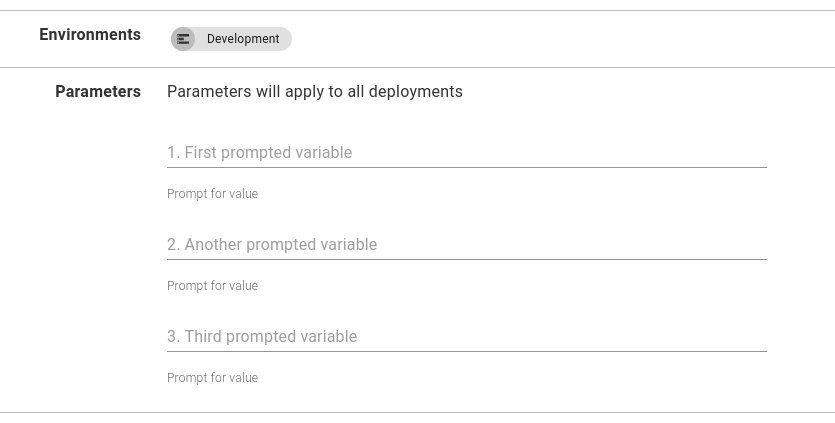 Environments
Development
Parameters
Parameters will apply to all deployments
1. First prompted variable
Prompt for value
2. Another prompted variable
Prompt for value
3. Third prompted variable
Prompt for value